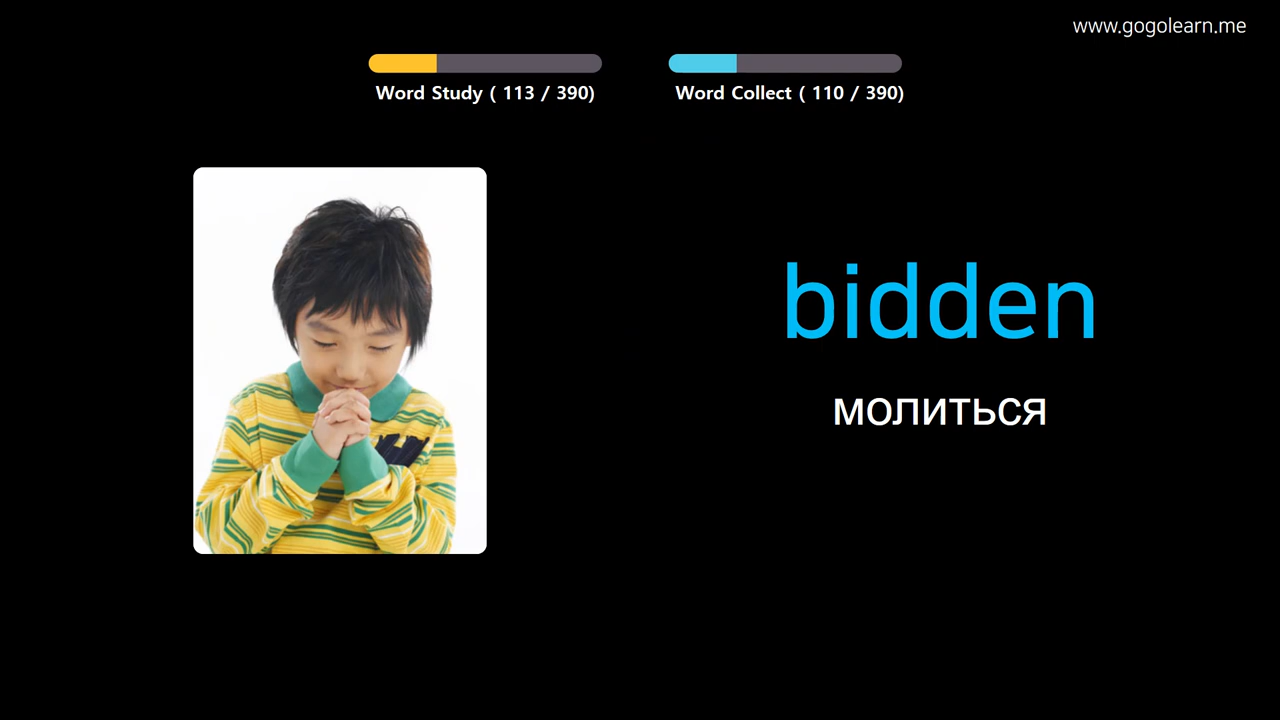 www.gogolearn.me
Word Study ( 113 / 390)
Word Collect ( 110 / 390)
bidden
молиться